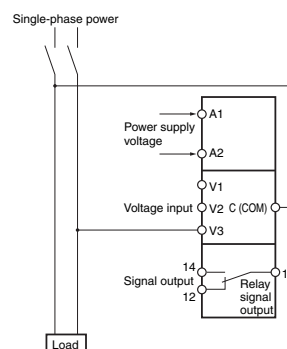 Single-phase power
A1
Power supply
voltage
A2
V1
Voltage input
V2
C (COM)
V3
14
Signal output
12
Relay
signal
output
Load